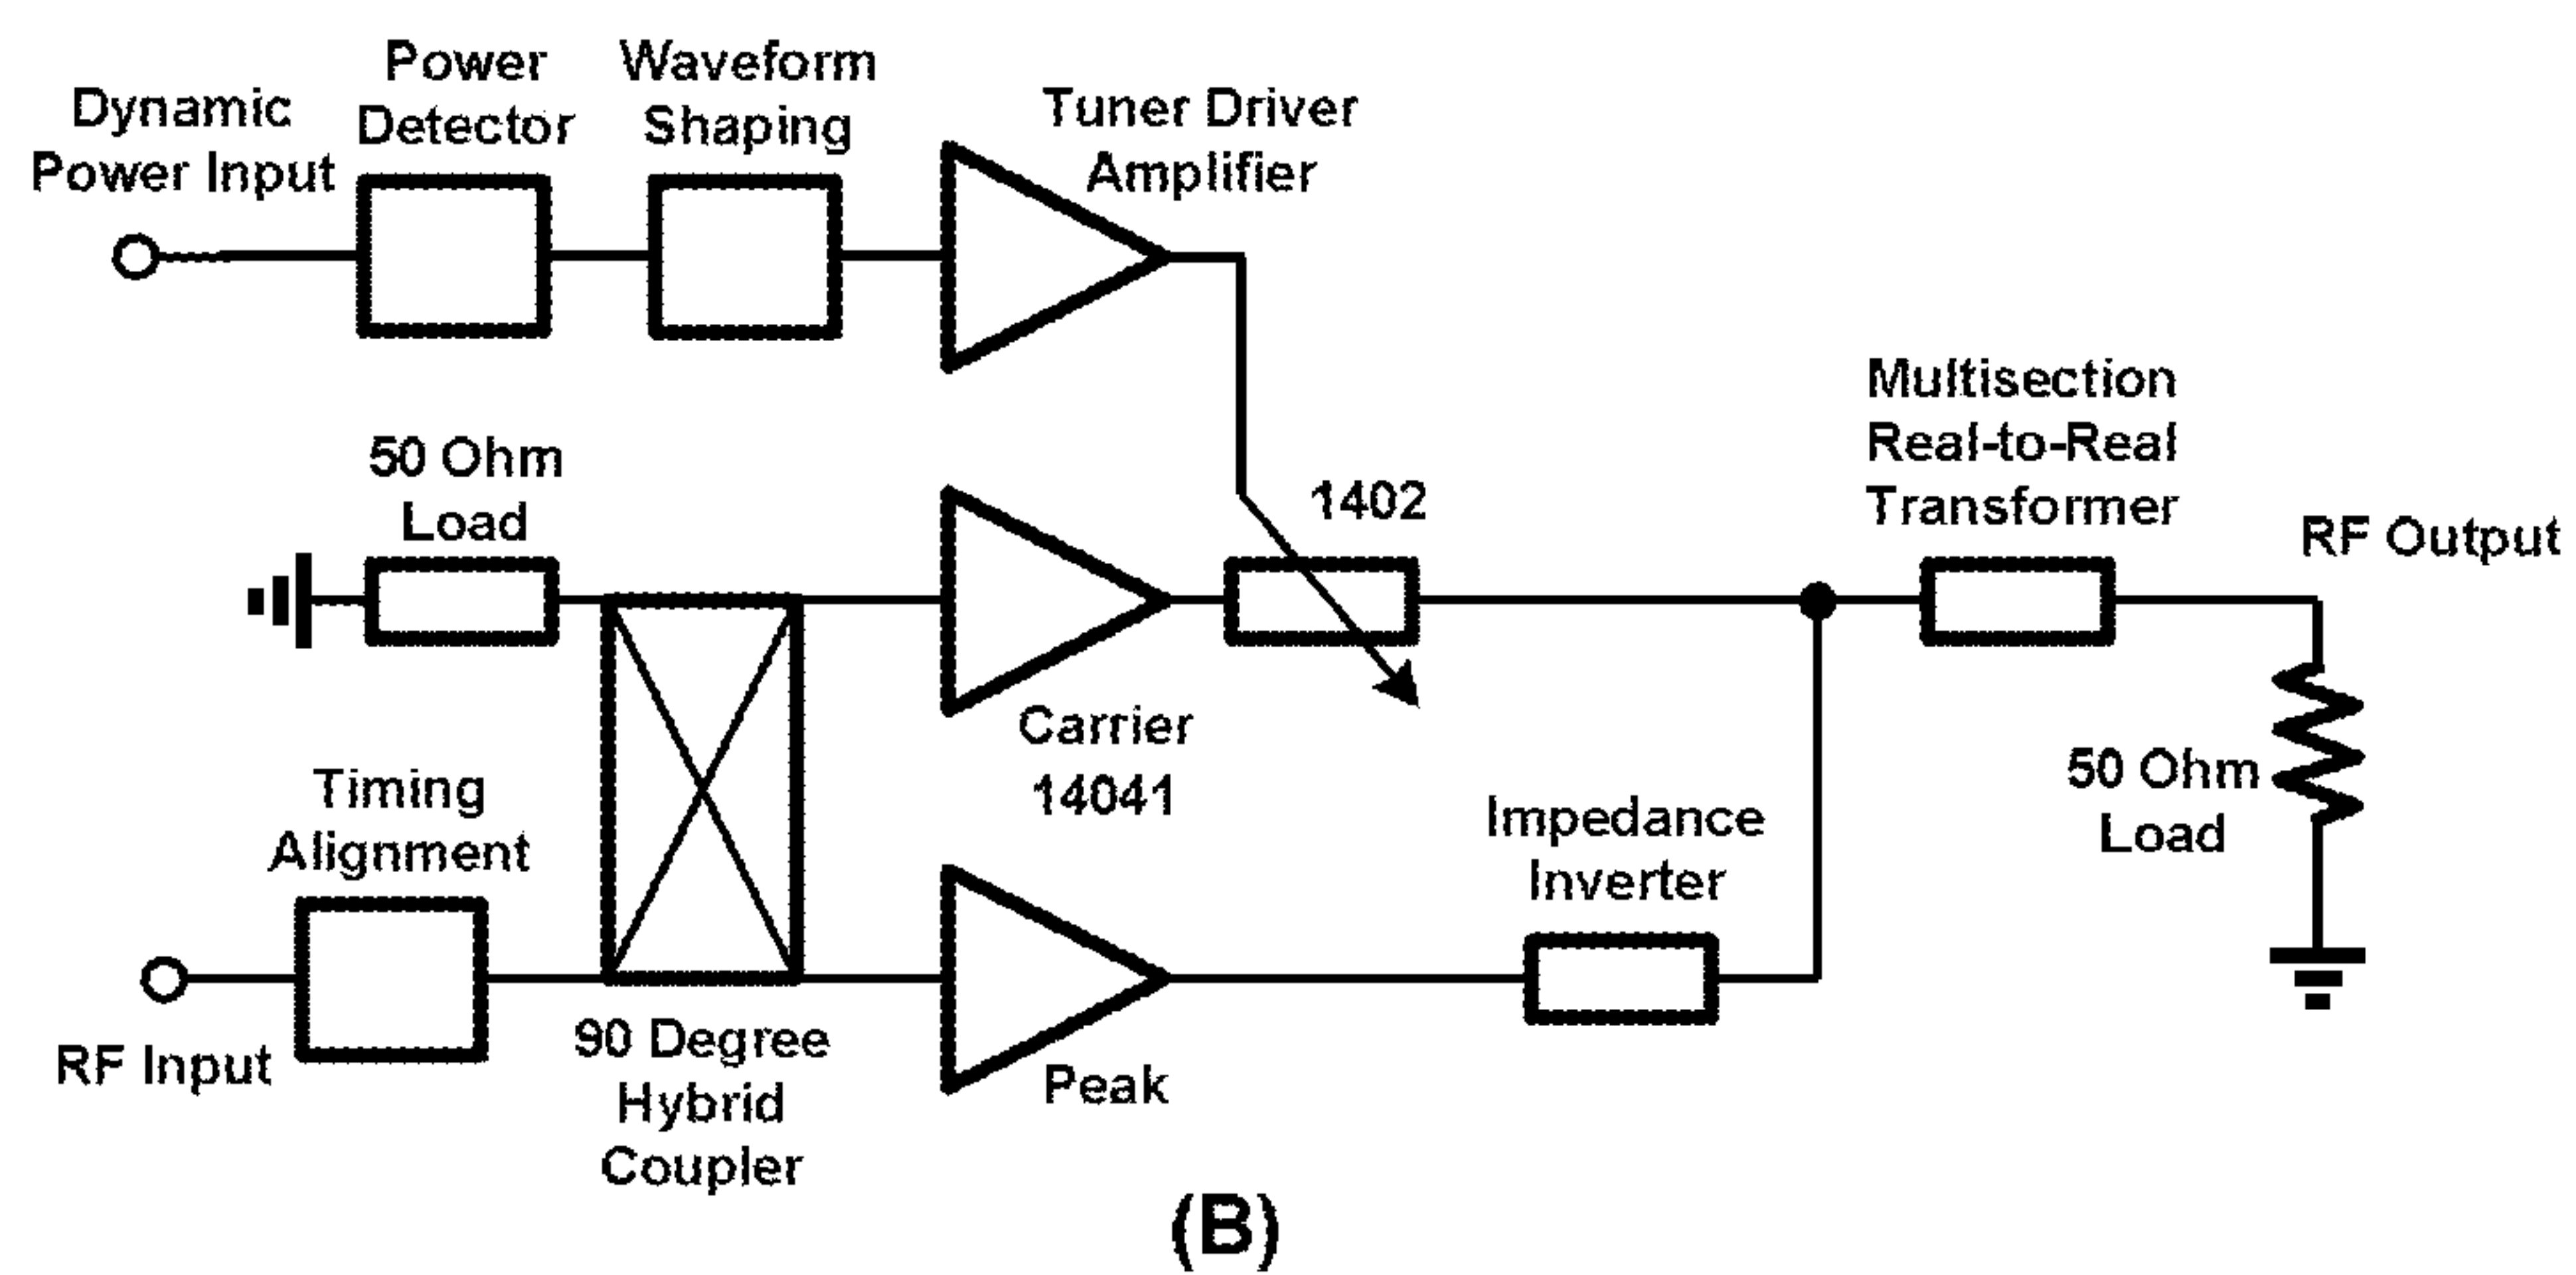 Dynamic
Power Input
Power
Detector
Waveform
Shaping
Tuner Driver
Amplifier
50 Ohm
Load
1402
Multisection
Real-to-Real
Transformer
RF Output
Carrier
14041
50 Ohm
Load
Timing
Alignment
Impedance
Inverter
RF Input
90 Degree
Hybrid
Coupler
Peak
(B)